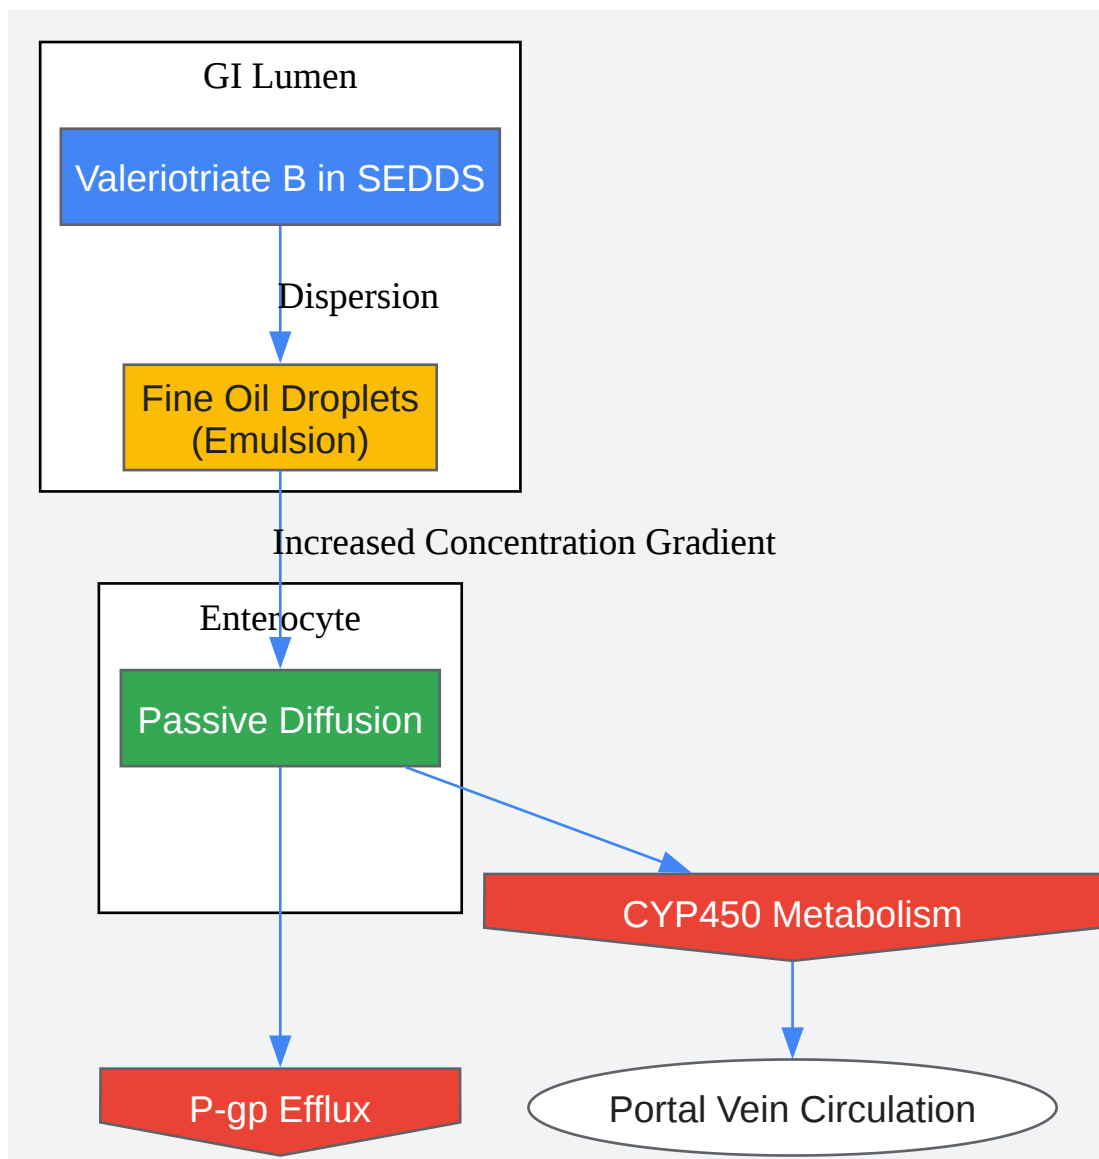 GI Lumen
Valeriotriate B in SEDDS
Dispersion
Fine Oil Droplets
(Emulsion)
Increased Concentration Gradient
Enterocyte
Passive Diffusion
CYP450 Metabolism
P-gp Efflux
Portal Vein Circulation